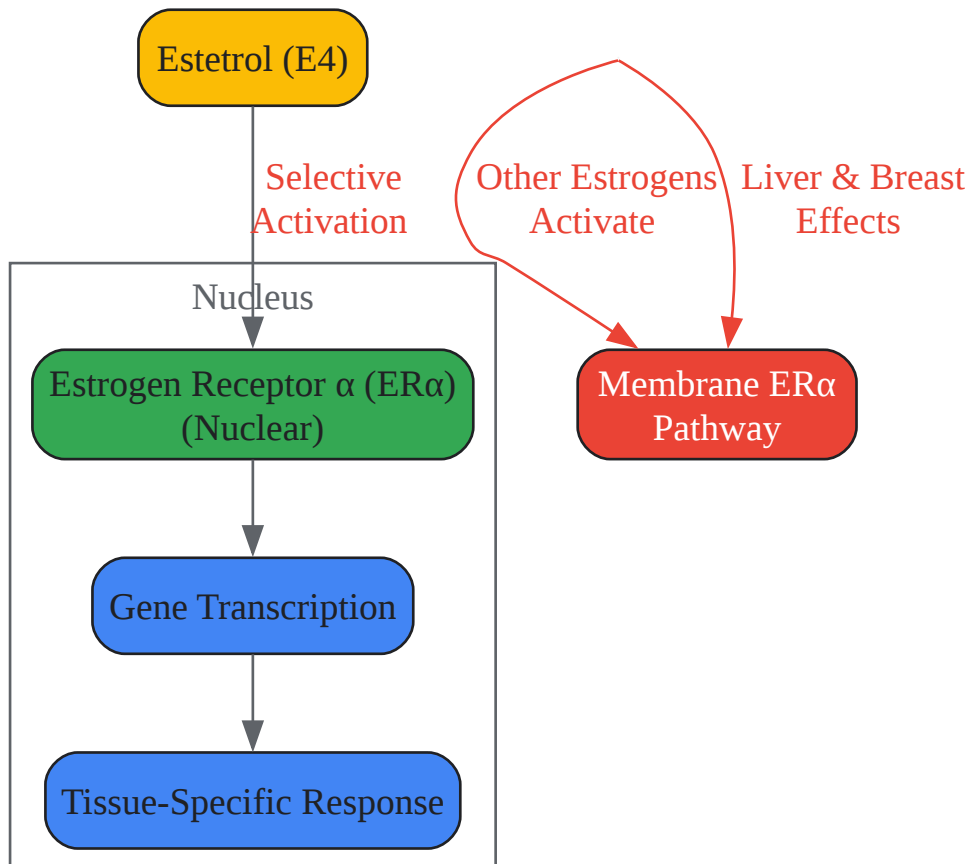 Estetrol (E4)
Selective
Activation
Other Estrogens
Activate
Liver & Breast
Effects
Nucleus
Estrogen Receptor α (ERα)
(Nuclear)
Membrane ERα
Pathway
Gene Transcription
Tissue-Specific Response